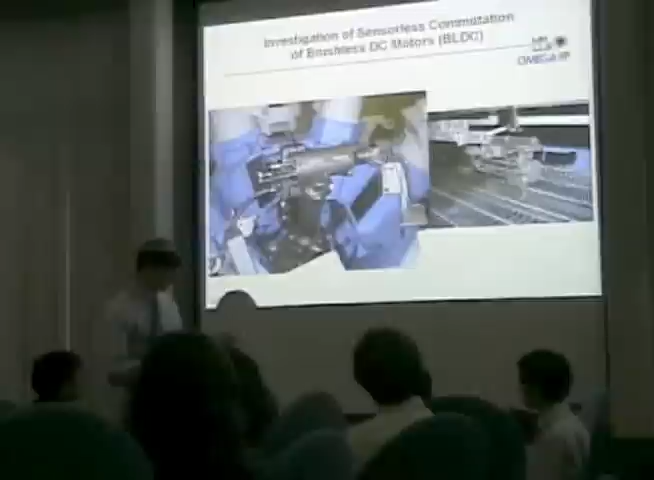 Investigation of Sensorless Commutation
of Brushless DC Motors (BLDC)